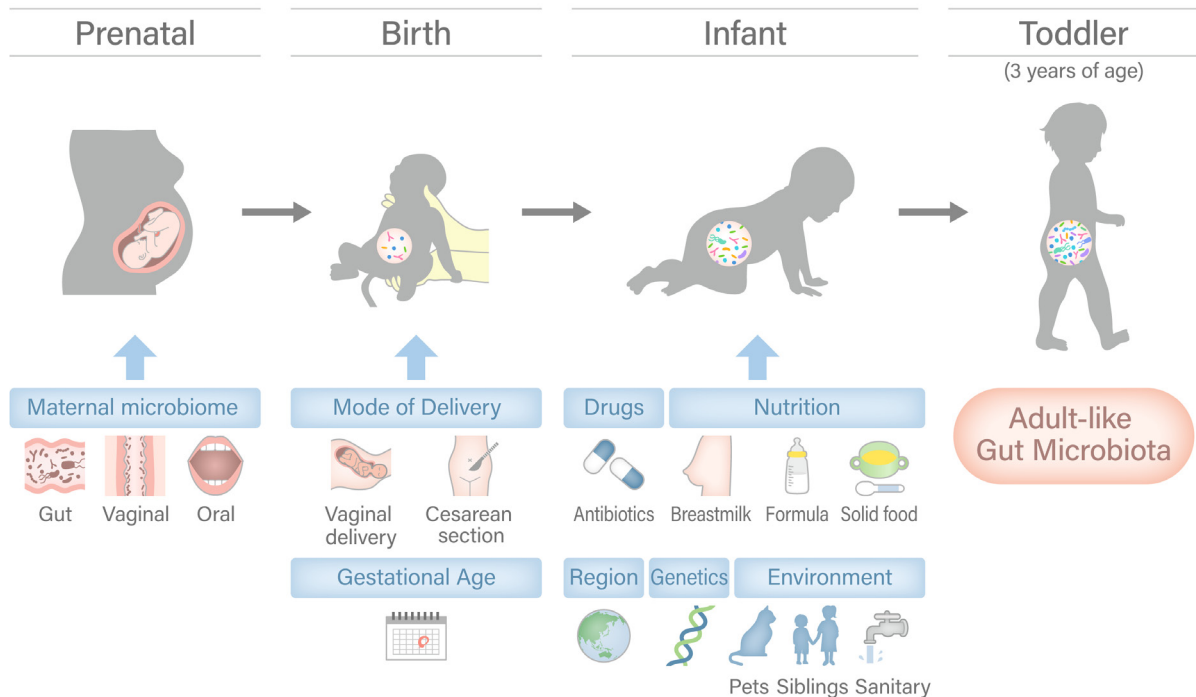 Prenatal
Birth
Infant
Toddler
(3 years of age)
Maternal microbiome
Gut
Vaginal
Oral
Mode of Delivery
Vaginal
delivery
Cesarean
section
Gestational Age
Drugs
Nutrition
Antibiotics
Breastmilk
Formula
Solid food
Region
Genetics
Environment
Pets
Siblings
Sanitary
Adult-like
Gut Microbiota